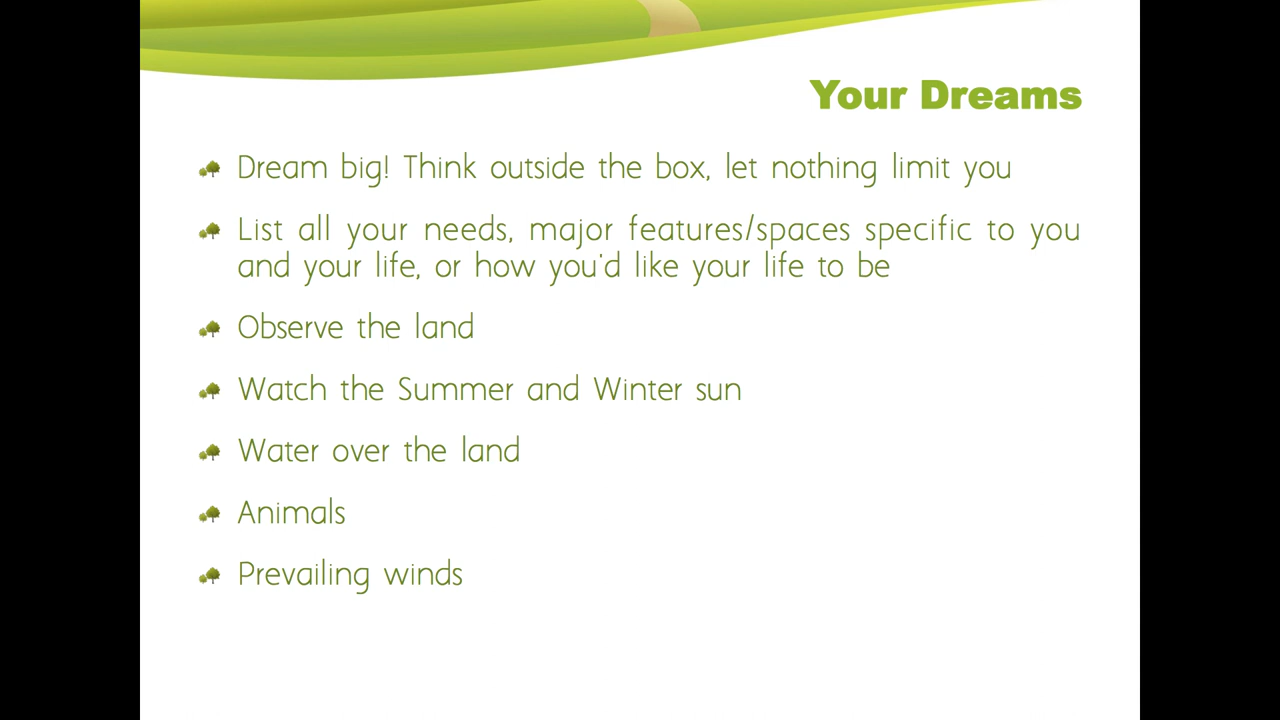 Your Dreams
Dream big! Think outside the box, let nothing limit you
List all your needs, major features/spaces specific to you
and your life, or how you'd like your life to be
Observe the land
Watch the Summer and Winter sun
Water over the land
Animals
Prevailing winds